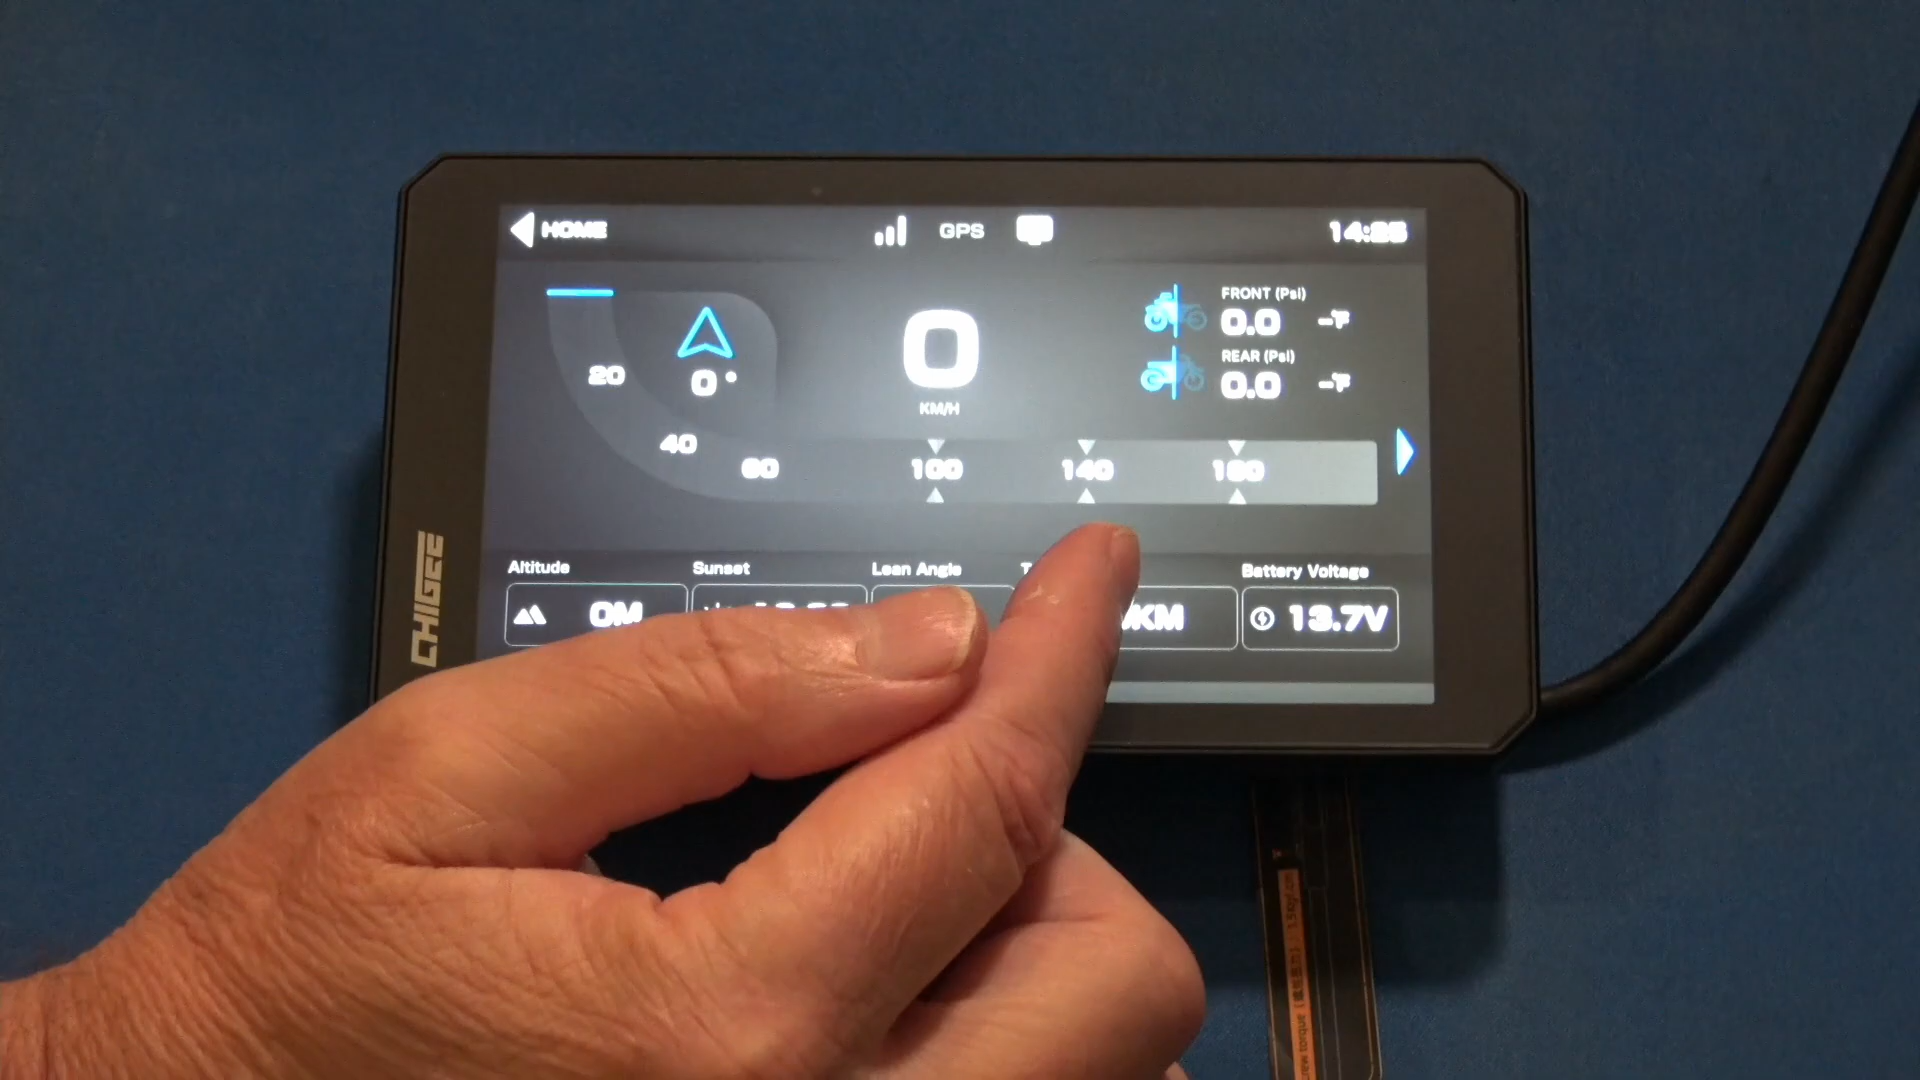 HOME
GPS
14:25
FRONT (Psi)
0.0 -°F
REAR (Psi)
0.0 -°F
0°
0
KM/H
20
40
60
100
140
180
CHIGEE
Altitude
Sunset
Lean Angle
Battery Voltage
0M
KM
13.7V